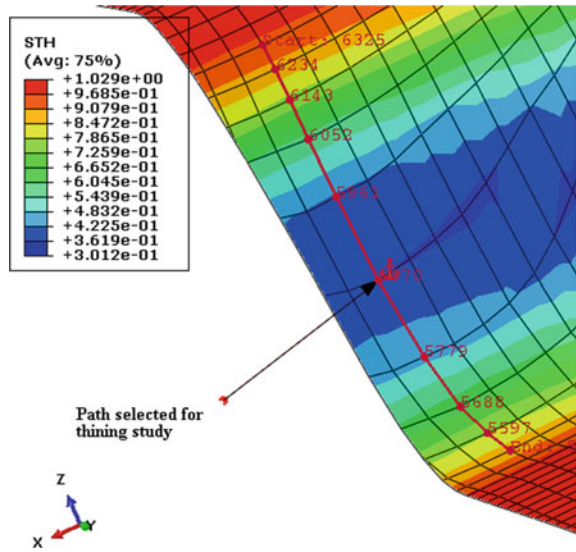 STH
(Avg: 75%)
+1.029e+00
+9.685e-01
+9.079e-01
+8.472e-01
+7.865e-01
+7.259e-01
+6.652e-01
+6.045e-01
+5.439e-01
+4.832e-01
+4.225e-01
+3.619e-01
+3.012e-01
Start: 6325
6234
6143
6052
5779
5688
5597
End:
Path selected for
thining study
Z
X
Y